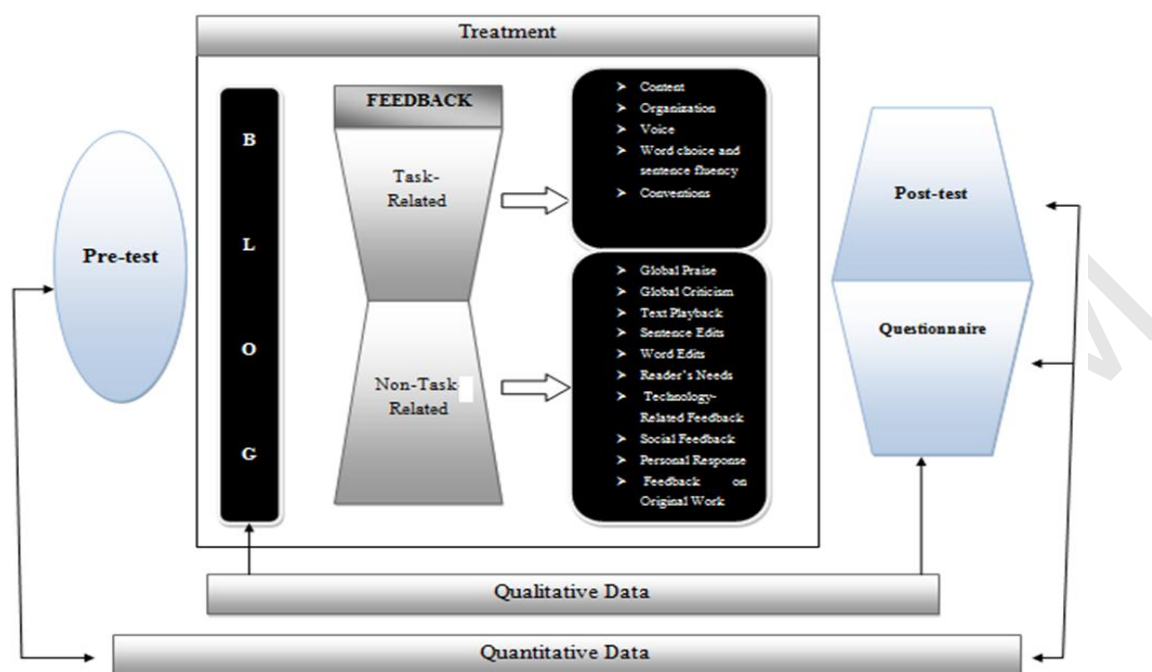 Treatment
Pre-test
B
L
O
G
FEEDBACK
Task-
Related
Non-Task-
Related
➤ Content
➤ Organization
➤ Voice
➤ Word choice and
sentence fluency
➤ Conventions
➤ Global Praise
➤ Global Criticism
➤ Text Playback
➤ Sentence Edits
➤ Word Edits
➤ Reader's Needs
➤ Technology-
Related Feedback
➤ Social Feedback
➤ Personal Response
➤ Feedback on
Original Work
Post-test
Questionnaire
Qualitative Data
Quantitative Data